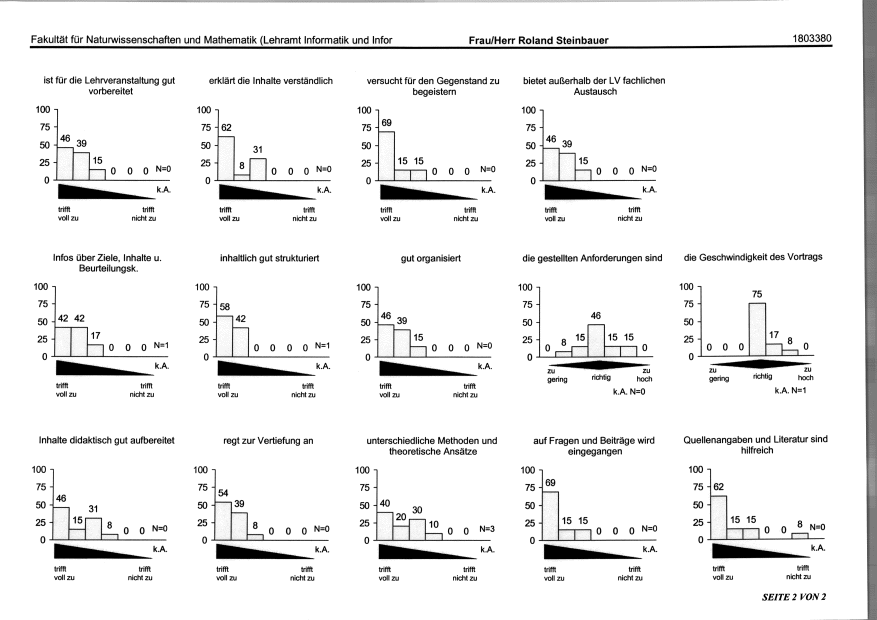 Fakultät für Naturwissenschaften und Mathematik (Lehramt Informatik und Infor Frau/Herr Roland Steinbauer 1803380
ist für die Lehrveranstaltung gut
vorbereitet
100
75
50
25
0
46 39 15 0 0 0 N=0
k.A.
trifft
voll zu
trifft
nicht zu
erklärt die Inhalte verständlich
100
75
50
25
0
62 8 31 0 0 0 N=0
k.A.
trifft
voll zu
trifft
nicht zu
versucht für den Gegenstand zu
begeistern
100
75
50
25
0
69 15 15 0 0 0 N=0
k.A.
trifft
voll zu
trifft
nicht zu
bietet außerhalb der LV fachlichen
Austausch
100
75
50
25
0
46 39 15 0 0 0 N=0
k.A.
trifft
voll zu
trifft
nicht zu
Infos über Ziele, Inhalte u.
Beurteilungsk.
100
75
50
25
0
42 42 17 0 0 0 N=1
k.A.
trifft
voll zu
trifft
nicht zu
inhaltlich gut strukturiert
100
75
50
25
0
58 42 0 0 0 0 N=1
k.A.
trifft
voll zu
trifft
nicht zu
gut organisiert
100
75
50
25
0
46 39 15 0 0 0 N=0
k.A.
trifft
voll zu
trifft
nicht zu
die gestellten Anforderungen sind
100
75
50
25
0
0 8 15 46 15 15 0
zu
gering
richtig
zu
hoch
k.A. N=0
die Geschwindigkeit des Vortrags
100
75
50
25
0
0 0 0 75 17 8 0
zu
gering
richtig
zu
hoch
k.A. N=1
Inhalte didaktisch gut aufbereitet
100
75
50
25
0
46 15 31 8 0 0 N=0
k.A.
trifft
voll zu
trifft
nicht zu
regt zur Vertiefung an
100
75
50
25
0
54 39 8 0 0 0 N=0
k.A.
trifft
voll zu
trifft
nicht zu
unterschiedliche Methoden und
theoretische Ansätze
100
75
50
25
0
40 20 30 10 0 0 N=3
k.A.
trifft
voll zu
trifft
nicht zu
auf Fragen und Beiträge wird
eingegangen
100
75
50
25
0
69 15 15 0 0 0 N=0
k.A.
trifft
voll zu
trifft
nicht zu
Quellenangaben und Literatur sind
hilfreich
100
75
50
25
0
62 15 15 0 0 8 N=0
k.A.
trifft
voll zu
trifft
nicht zu
SEITE 2 VON 2